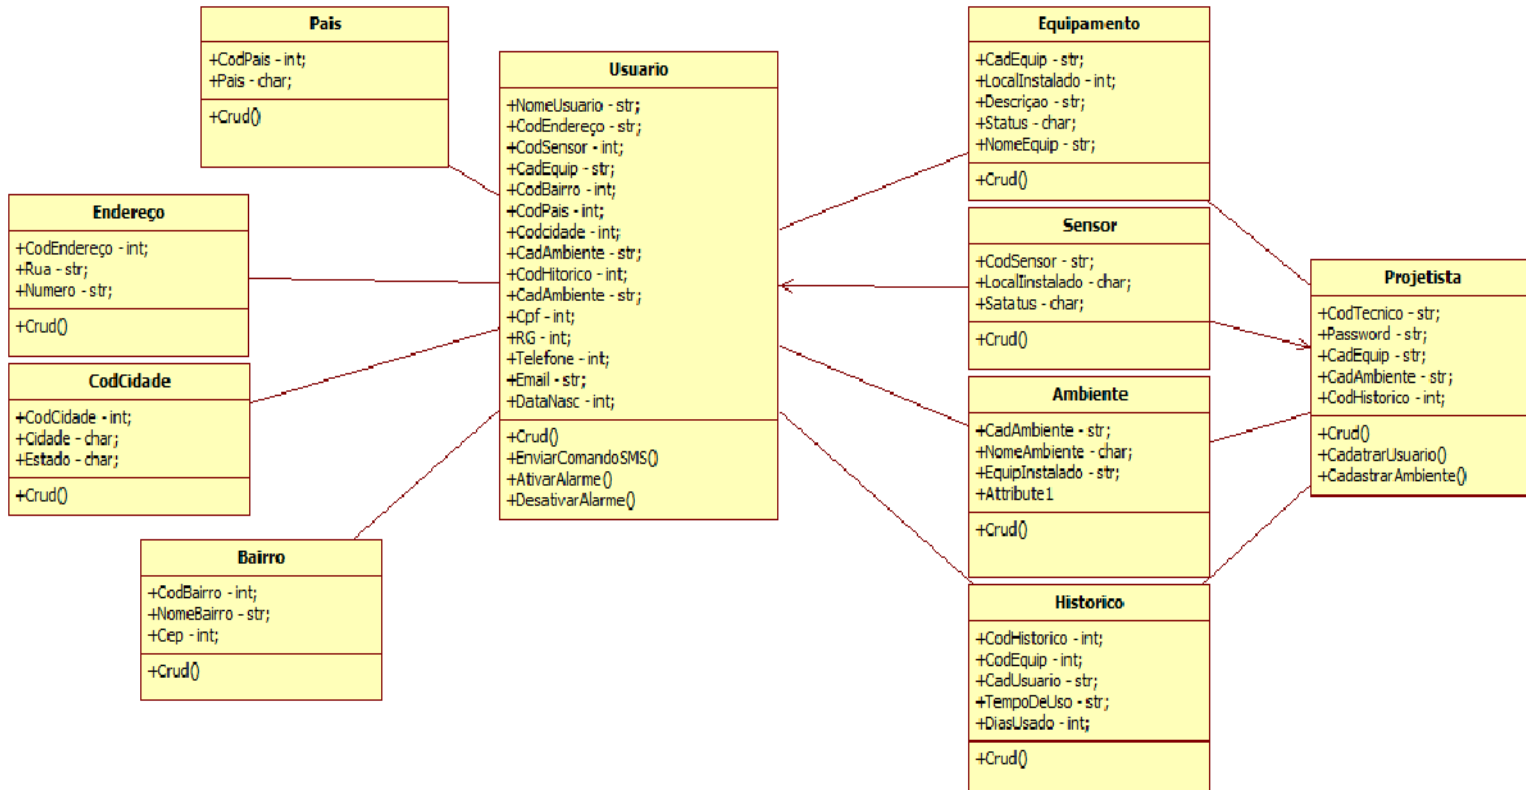 Pais
+CodPais - int;
+Pais - char;
+Crud()
Endereço
+CodEndereço - int;
+Rua - str;
+Numero - str;
+Crud()
CodCidade
+CodCidade - int;
+Cidade - char;
+Estado - char;
+Crud()
Bairro
+CodBairro - int;
+NomeBairro - str;
+Cep - int;
+Crud()
Usuario
+NomeUsuario - str;
+CodEndereço - str;
+CodSensor - int;
+CadEquip - str;
+CodBairro - int;
+CodPais - int;
+Codcidade - int;
+CadAmbiente - str;
+CodHitorico - int;
+CadAmbiente - str;
+Cpf - int;
+RG - int;
+Telefone - int;
+Email - str;
+DataNasc - int;
+Crud()
+EnviarComandoSMS()
+AtivarAlarme()
+DesativarAlarme()
Equipamento
+CadEquip - str;
+LocalInstalado - int;
+Descriçao - str;
+Status - char;
+NomeEquip - str;
+Crud()
Sensor
+CodSensor - str;
+LocalInstalado - char;
+Satatus - char;
+Crud()
Ambiente
+CadAmbiente - str;
+NomeAmbiente - char;
+EquipInstalado - str;
+Attribute1
+Crud()
Historico
+CodHistorico - int;
+CodEquip - int;
+CadUsuario - str;
+TempoDeUso - str;
+DiasUsado - int;
+Crud()
Projetista
+CodTecnico - str;
+Password - str;
+CadEquip - str;
+CadAmbiente - str;
+CodHistorico - int;
+Crud()
+CadatrarUsuario()
+CadastrarAmbiente()